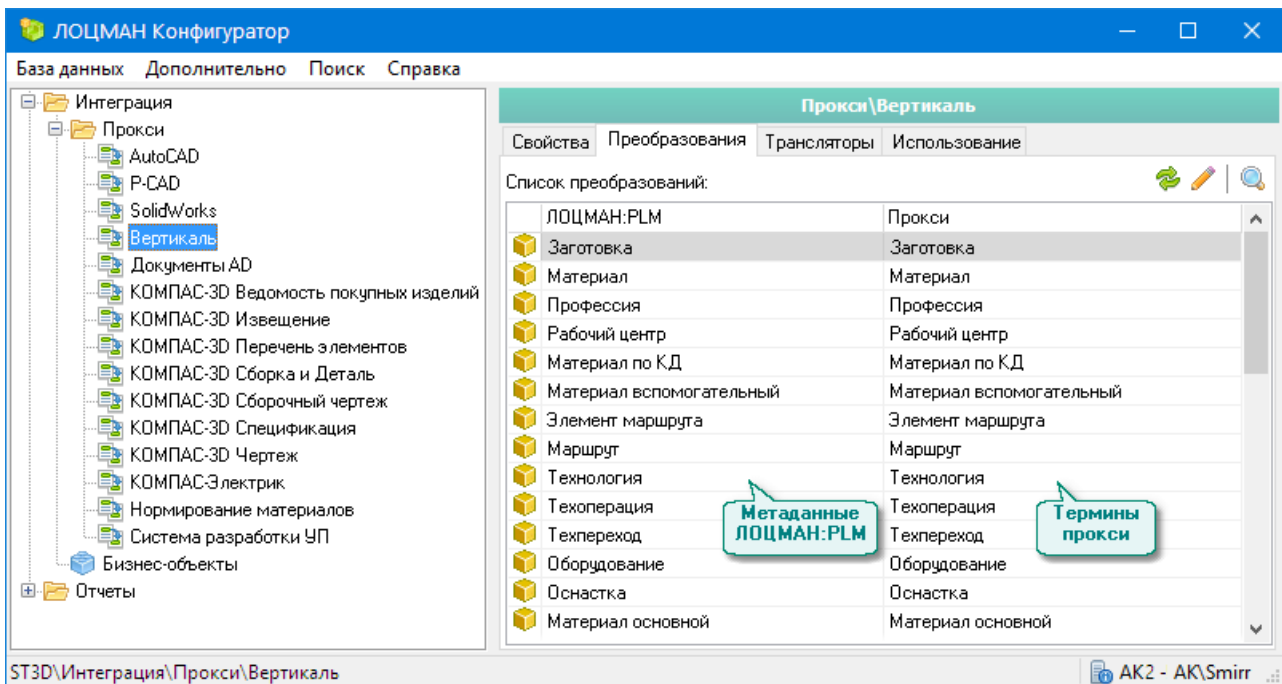 ЛОЦМАН Конфигуратор
База данных Дополнительно Поиск Справка
Интеграция
Прокси
AutoCAD
P-CAD
SolidWorks
Вертикаль
Документы AD
КОМПАС-3D Ведомость покупных изделий
КОМПАС-3D Извещение
КОМПАС-3D Перечень элементов
КОМПАС-3D Сборка и Деталь
КОМПАС-3D Сборочный чертеж
КОМПАС-3D Спецификация
КОМПАС-3D Чертеж
КОМПАС-Электрик
Нормирование материалов
Система разработки УП
Бизнес-объекты
Отчеты
Прокси\Вертикаль
Свойства Преобразования Трансляторы Использование
Список преобразований:
ЛОЦМАН:PLM Прокси
Заготовка Заготовка
Материал Материал
Профессия Профессия
Рабочий центр Рабочий центр
Материал по КД Материал по КД
Материал вспомогательный Материал вспомогательный
Элемент маршрута Элемент маршрута
Маршрут Маршрут
Технология Технология
Техоперация Техоперация
Техпереход Техпереход
Оборудование Оборудование
Оснастка Оснастка
Материал основной Материал основной
Метаданные
ЛОЦМАН:PLM
Термины
прокси
ST3D\Интеграция\Прокси\Вертикаль
AK2 - AK\Smirr